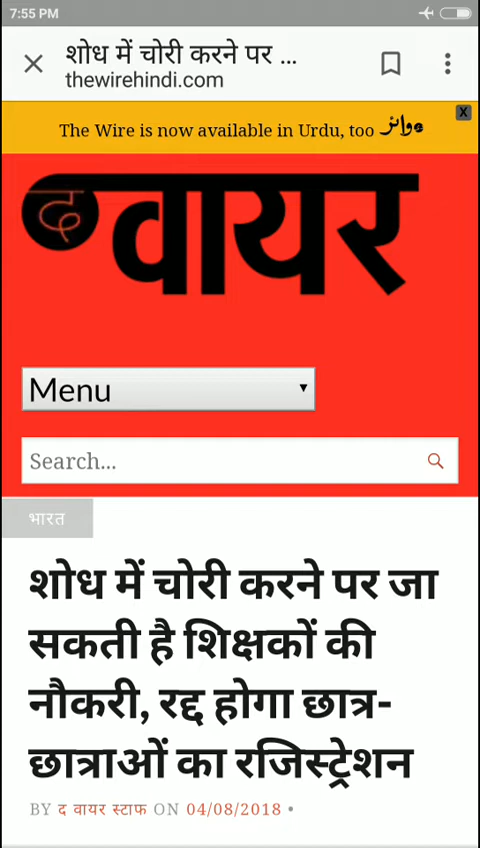 7:55 PM
शोध में चोरी करने पर ...
thewirehindi.com
X
The Wire is now available in Urdu, too
द वायर
Menu
Search...
भारत
शोध में चोरी करने पर जा
सकती है शिक्षकों की
नौकरी, रद्द होगा छात्र-
छात्राओं का रजिस्ट्रेशन
BY द वायर स्टाफ ON 04/08/2018 •